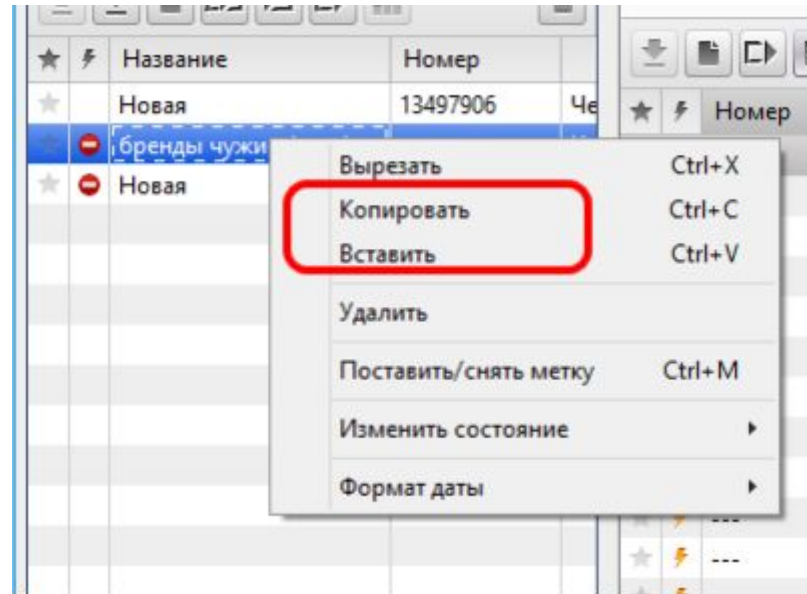 Название Номер
Номер
Новая 13497906 Че
бренды чужи
Новая
Вырезать Ctrl+X
Копировать Ctrl+C
Вставить Ctrl+V
Удалить
Поставить/снять метку Ctrl+M
Изменить состояние
Формат даты
---
---